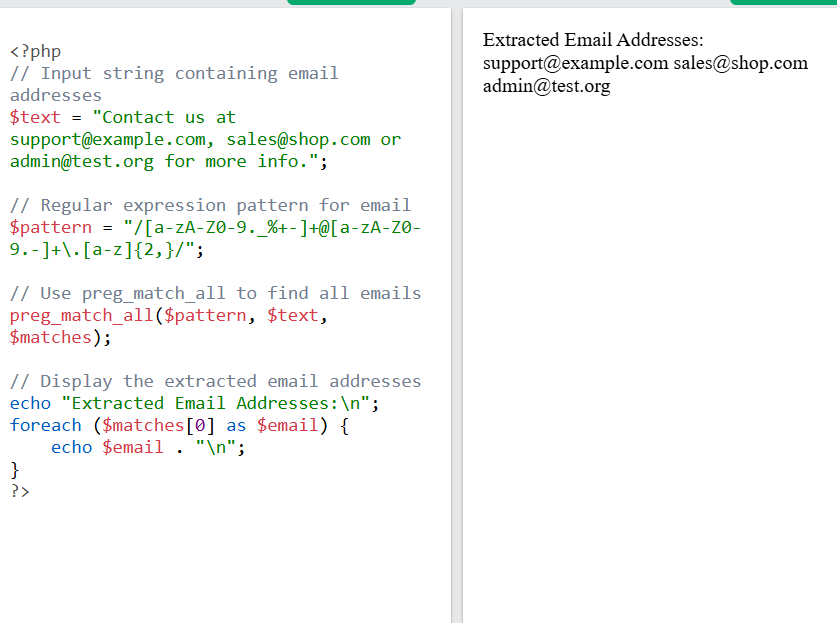 <?php
// Input string containing email
addresses
$text = "Contact us at
support@example.com, sales@shop.com or
admin@test.org for more info.";
// Regular expression pattern for email
$pattern = "/[a-zA-Z0-9._%+-]+@[a-zA-Z0-
9.-]+\.[a-z]{2,}/";
// Use preg_match_all to find all emails
preg_match_all($pattern, $text,
$matches);
// Display the extracted email addresses
echo "Extracted Email Addresses:\n";
foreach ($matches[0] as $email) {
    echo $email . "\n";
}
?>
Extracted Email Addresses:
support@example.com sales@shop.com
admin@test.org